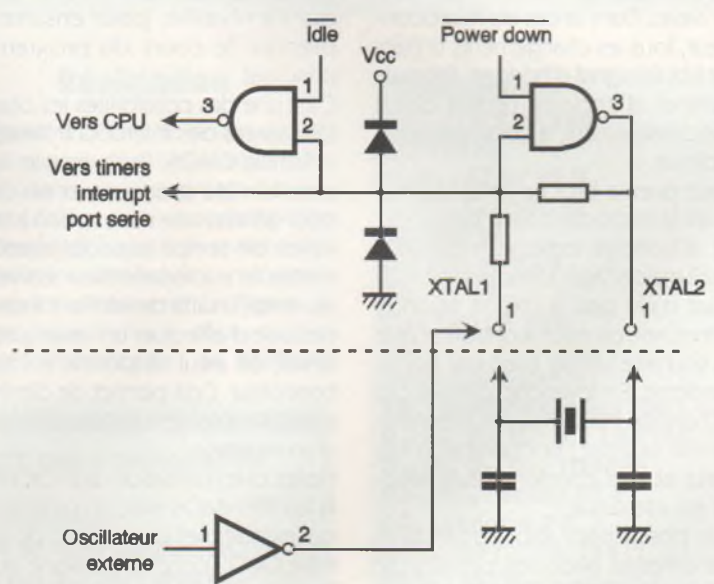 Idle
Power down
Vcc
1
2
3
1
2
3
Vers CPU
Vers timers
interrupt
port serie
XTAL1
1
XTAL2
1
Oscillateur
externe
1
2